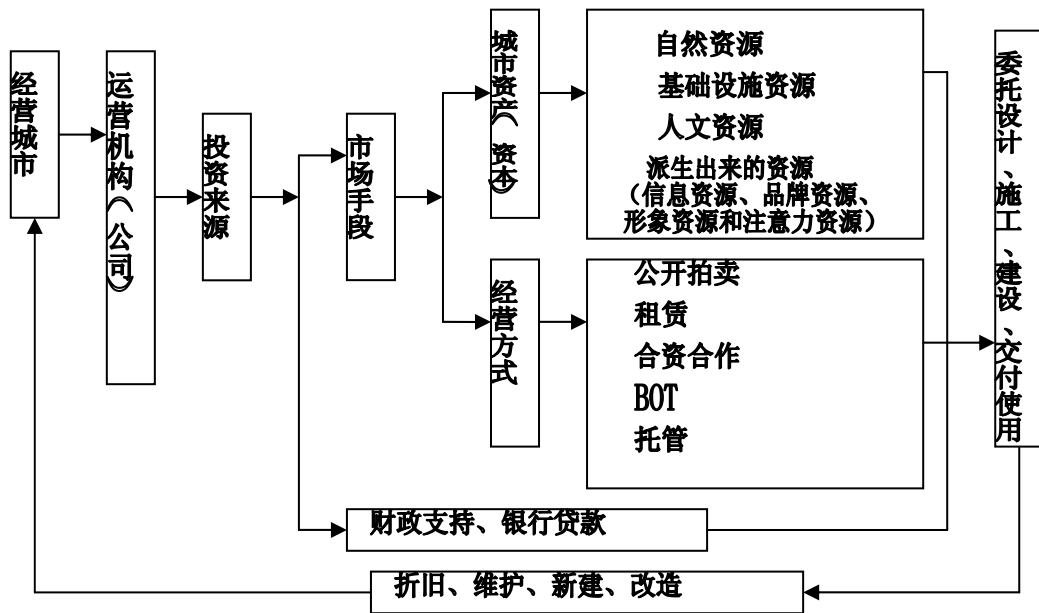 经营城市
运营机构（公司）
投资来源
市场手段
城市资产（资本）
自然资源
基础设施资源
人文资源
派生出来的资源
（信息资源、品牌资源、
形象资源和注意力资源）
经营方式
公开拍卖
租赁
合资合作
BOT
托管
财政支持、银行贷款
委托设计、施工、建设、交付使用
折旧、维护、新建、改造